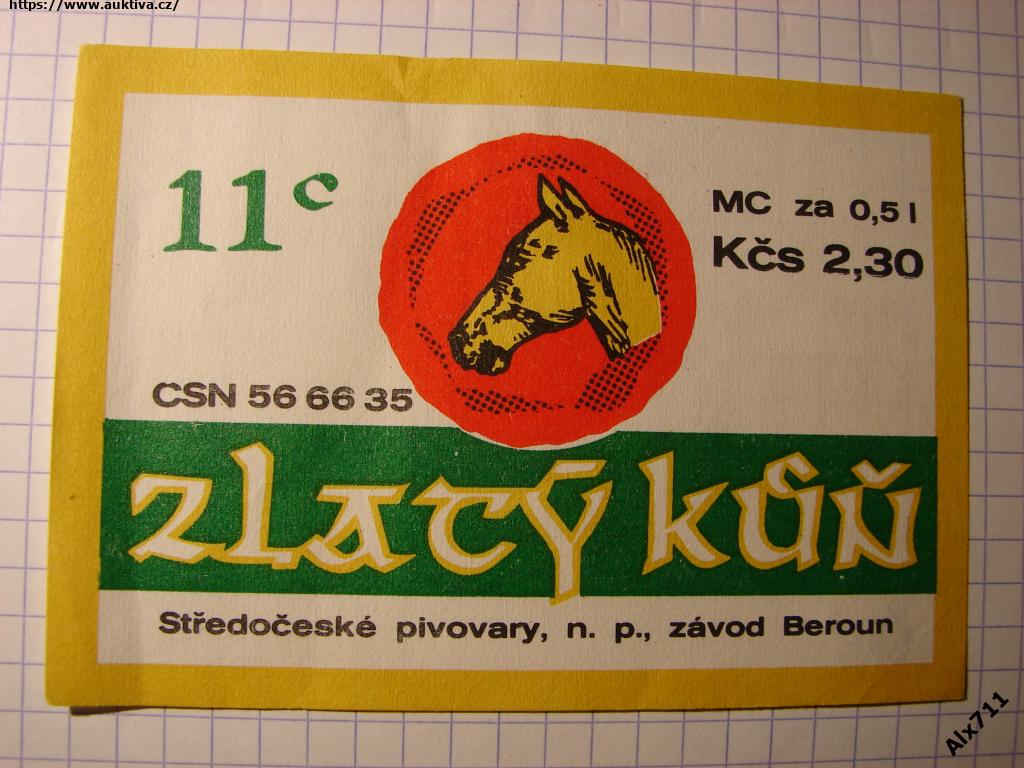 https://www.auktiva.cz/
11c
MC za 0,5 l
Kčs 2,30
CSN 56 66 35
zlatý kůň
Středočeské pivovary, n. p., závod Beroun
Alx711